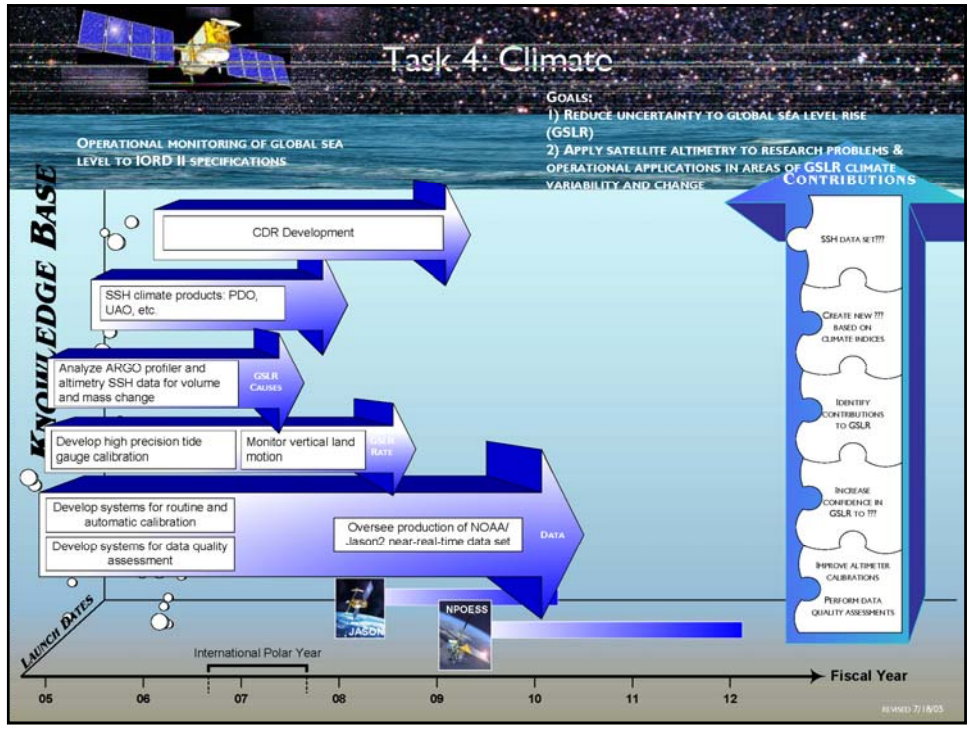 Task 4: Climate
GOALS:
1) REDUCE UNCERTAINTY TO GLOBAL SEA LEVEL RISE
(GSLR)
2) APPLY SATELLITE ALTIMETRY TO RESEARCH PROBLEMS &
OPERATIONAL APPLICATIONS IN AREAS OF GSLR CLIMATE
VARIABILITY AND CHANGE
OPERATIONAL MONITORING OF GLOBAL SEA
LEVEL TO IORD II SPECIFICATIONS
CONTRIBUTIONS
KNOWLEDGE BASE
CDR Development
SSH climate products: PDO,
UAO, etc.
Analyze ARGO profiler and
altimetry SSH data for volume
and mass change
GSLR
CAUSES
Develop high precision tide
gauge calibration
Monitor vertical land
motion
GSLR
RATE
Develop systems for routine and
automatic calibration
Develop systems for data quality
assessment
Oversee production of NOAA/
Jason2 near-real-time data set
DATA
SSH DATA SET???
CREATE NEW ???
BASED ON
CLIMATE INDICES
IDENTIFY
CONTRIBUTIONS
TO GSLR
INCREASE
CONFIDENCE IN
GSLR TO ???
IMPROVE ALTIMETER
CALIBRATIONS
PERFORM DATA
QUALITY ASSESSMENTS
JASON
NPOESS
LAUNCH DATES
International Polar Year
Fiscal Year
05 06 07 08 09 10 11 12
REVISED 7/18/05